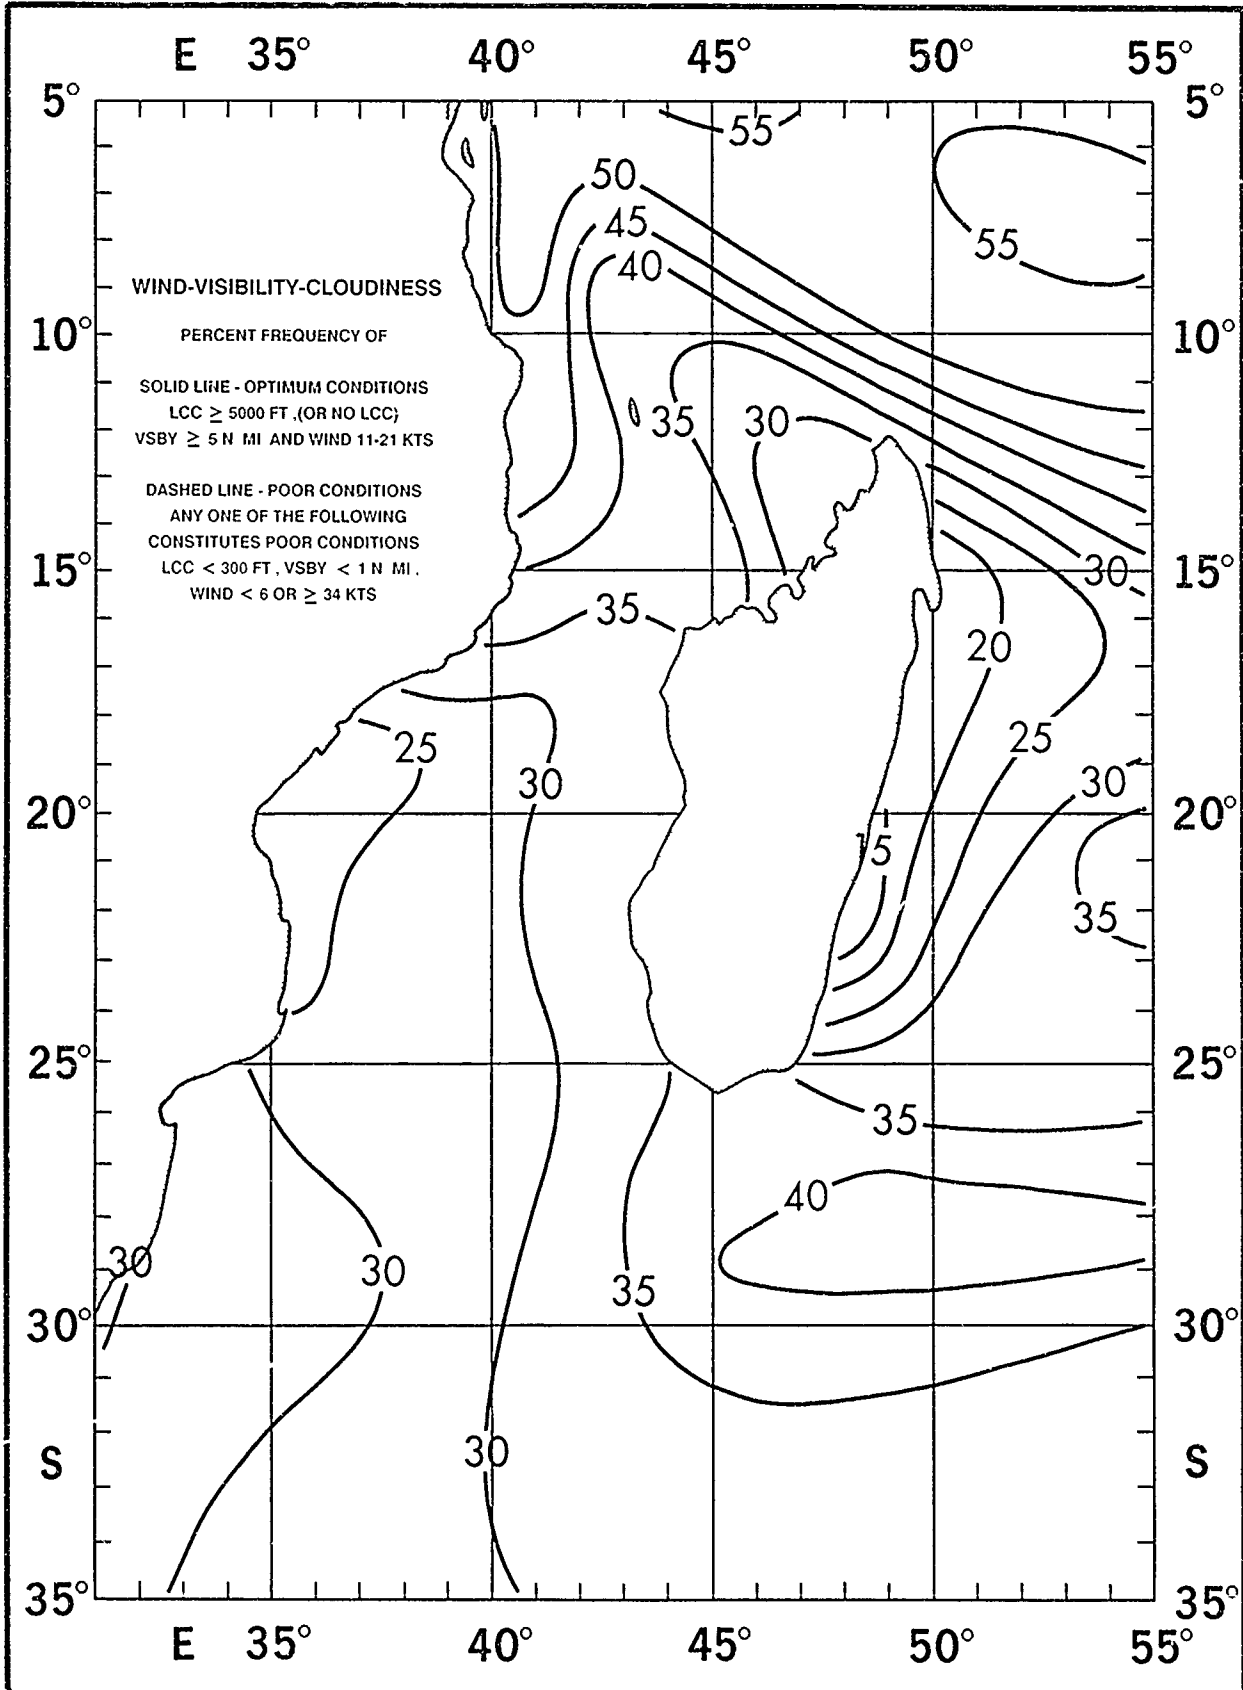 E 35° 40° 45° 50° 55°
5° 5°
55
50
45
55
40
WIND-VISIBILITY-CLOUDINESS
PERCENT FREQUENCY OF
10° 10°
SOLID LINE - OPTIMUM CONDITIONS
LCC ≥ 5000 FT ,(OR NO LCC)
VSBY ≥ 5 N MI AND WIND 11-21 KTS
35 30
DASHED LINE - POOR CONDITIONS
ANY ONE OF THE FOLLOWING
CONSTITUTES POOR CONDITIONS
LCC < 300 FT , VSBY < 1 N MI .
WIND < 6 OR ≥ 34 KTS
15° 30 15°
35
20
25 25
30 30
20° 20°
15
35
25° 25°
35
40
30 30
35
30° 30°
30
S S
35° 35°
E 35° 40° 45° 50° 55°